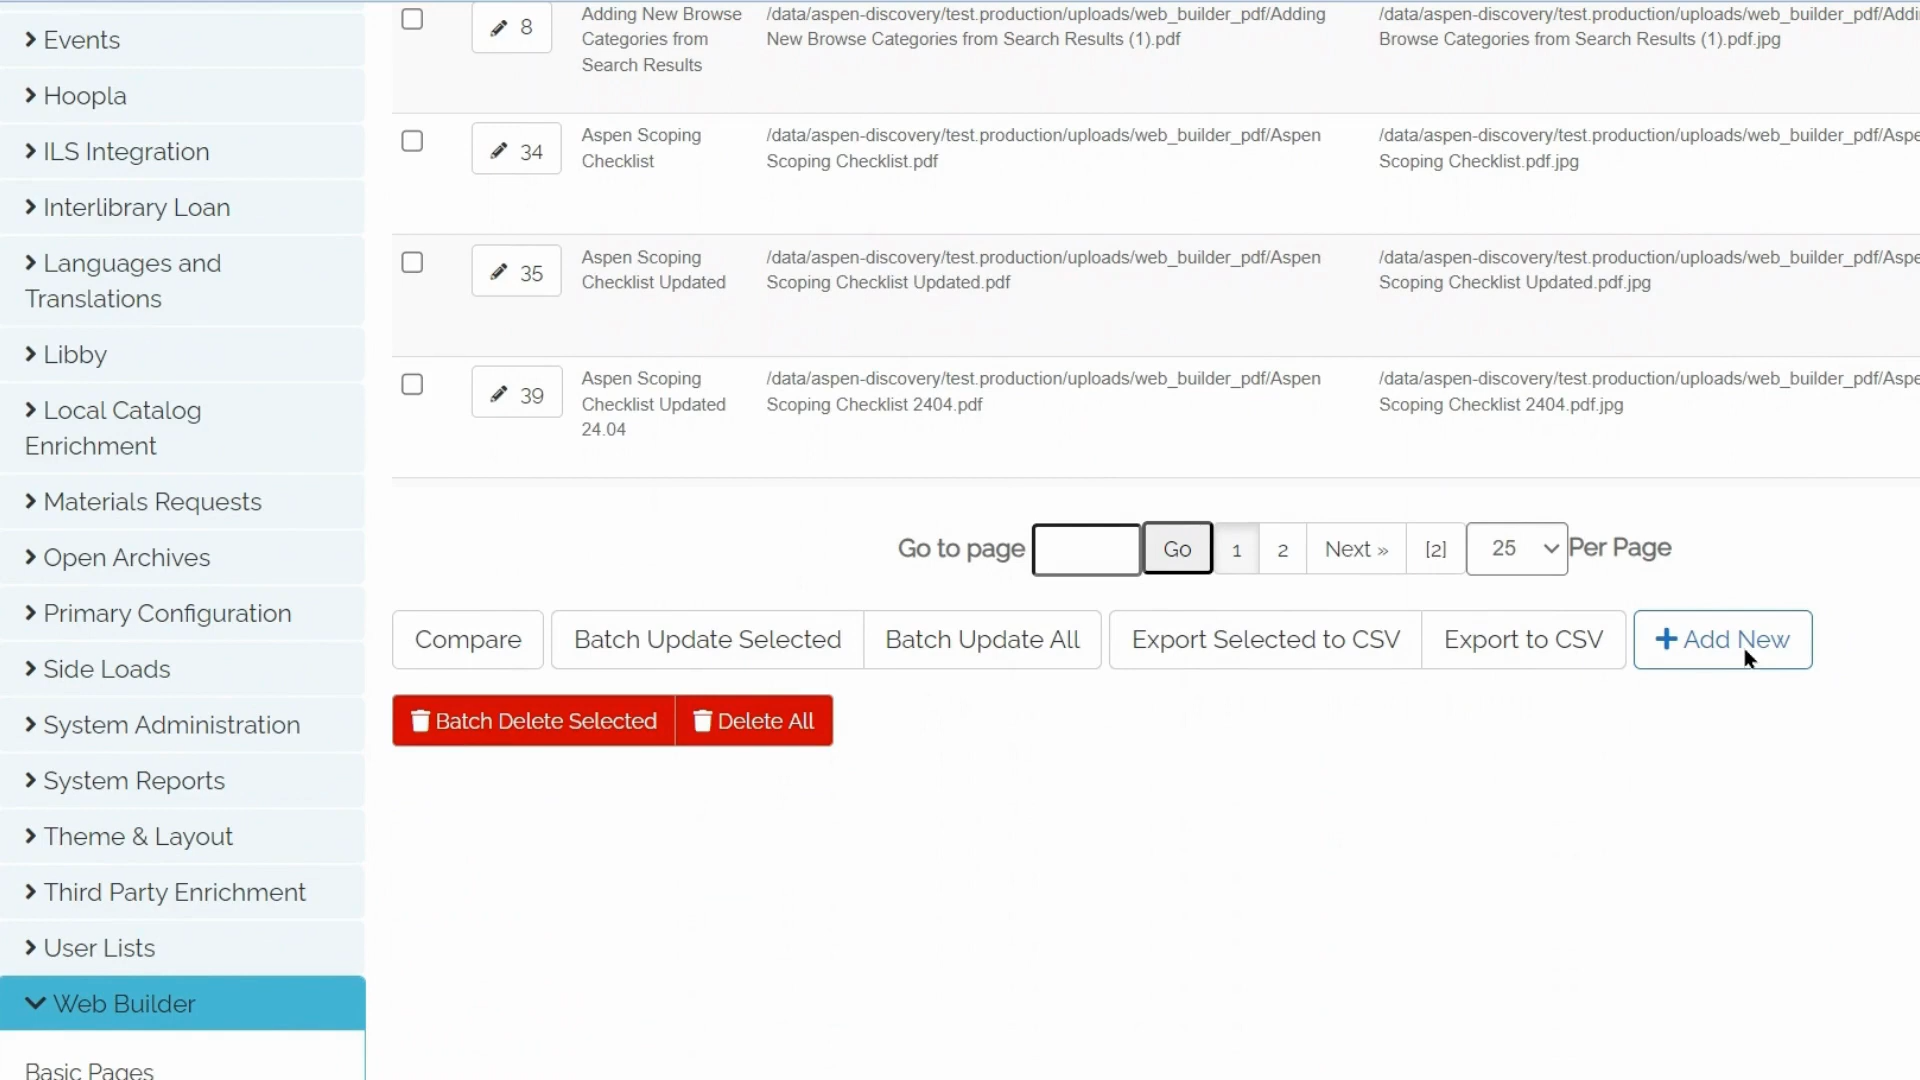 Events
Hoopla
ILS Integration
Interlibrary Loan
Languages and
Translations
Libby
Local Catalog
Enrichment
Materials Requests
Open Archives
Primary Configuration
Side Loads
System Administration
System Reports
Theme & Layout
Third Party Enrichment
User Lists
Web Builder
Basic Pages
8
Adding New Browse
Categories from
Search Results
/data/aspen-discovery/test.production/uploads/web_builder_pdf/Adding
New Browse Categories from Search Results (1).pdf
/data/aspen-discovery/test.production/uploads/web_builder_pdf/Addi
Browse Categories from Search Results (1).pdf.jpg
34
Aspen Scoping
Checklist
/data/aspen-discovery/test.production/uploads/web_builder_pdf/Aspen
Scoping Checklist.pdf
/data/aspen-discovery/test.production/uploads/web_builder_pdf/Aspe
Scoping Checklist.pdf.jpg
35
Aspen Scoping
Checklist Updated
/data/aspen-discovery/test.production/uploads/web_builder_pdf/Aspen
Scoping Checklist Updated.pdf
/data/aspen-discovery/test.production/uploads/web_builder_pdf/Aspe
Scoping Checklist Updated.pdf.jpg
39
Aspen Scoping
Checklist Updated
24.04
/data/aspen-discovery/test.production/uploads/web_builder_pdf/Aspen
Scoping Checklist 2404.pdf
/data/aspen-discovery/test.production/uploads/web_builder_pdf/Aspe
Scoping Checklist 2404.pdf.jpg
Go to page Go 1 2 Next » [2] 25 Per Page
Compare Batch Update Selected Batch Update All Export Selected to CSV Export to CSV + Add New
Batch Delete Selected Delete All